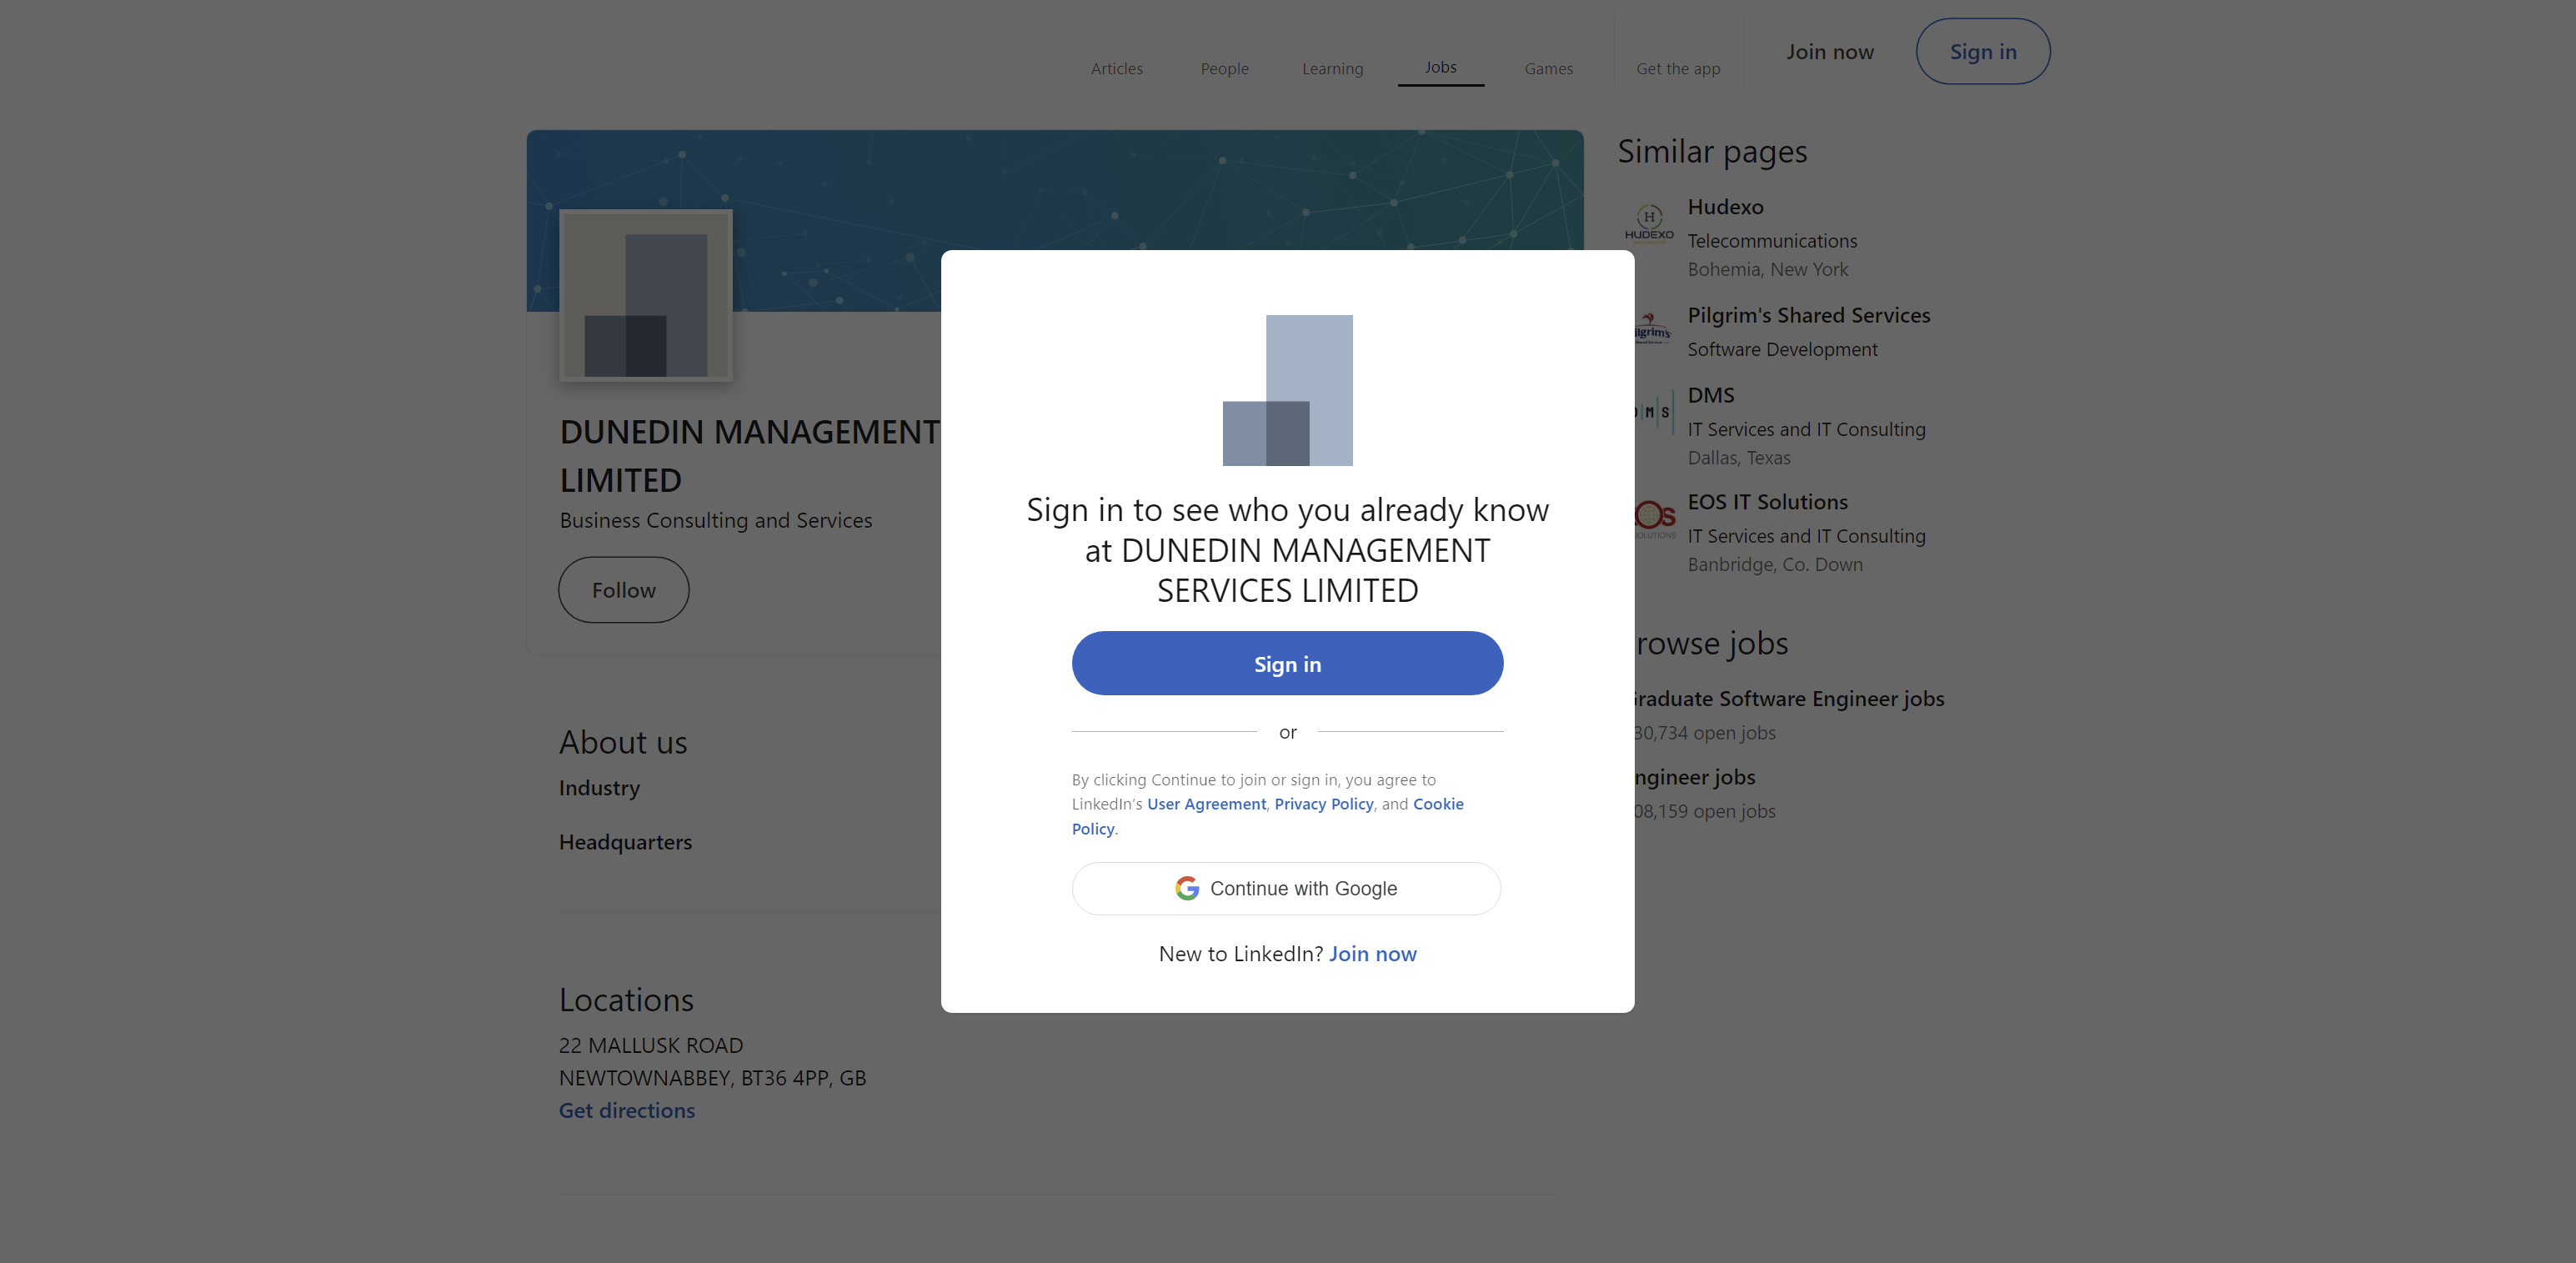 Articles
People
Learning
Jobs
Games
Get the app
Join now
Sign in
DUNEDIN MANAGEMENT
LIMITED
Business Consulting and Services
Follow
About us
Industry
Headquarters
Locations
22 MALLUSK ROAD
NEWTOWNABBEY, BT36 4PP, GB
Get directions
Sign in to see who you already know
at DUNEDIN MANAGEMENT
SERVICES LIMITED
Sign in
or
By clicking Continue to join or sign in, you agree to
LinkedIn's User Agreement, Privacy Policy, and Cookie
Policy.
Continue with Google
New to LinkedIn? Join now
Similar pages
H
HUDEXO
Hudexo
Telecommunications
Bohemia, New York
Pilgrim's Shared Services
Software Development
DMS
IT Services and IT Consulting
Dallas, Texas
EOS IT Solutions
IT Services and IT Consulting
Banbridge, Co. Down
rowse jobs
raduate Software Engineer jobs
30,734 open jobs
ngineer jobs
08,159 open jobs